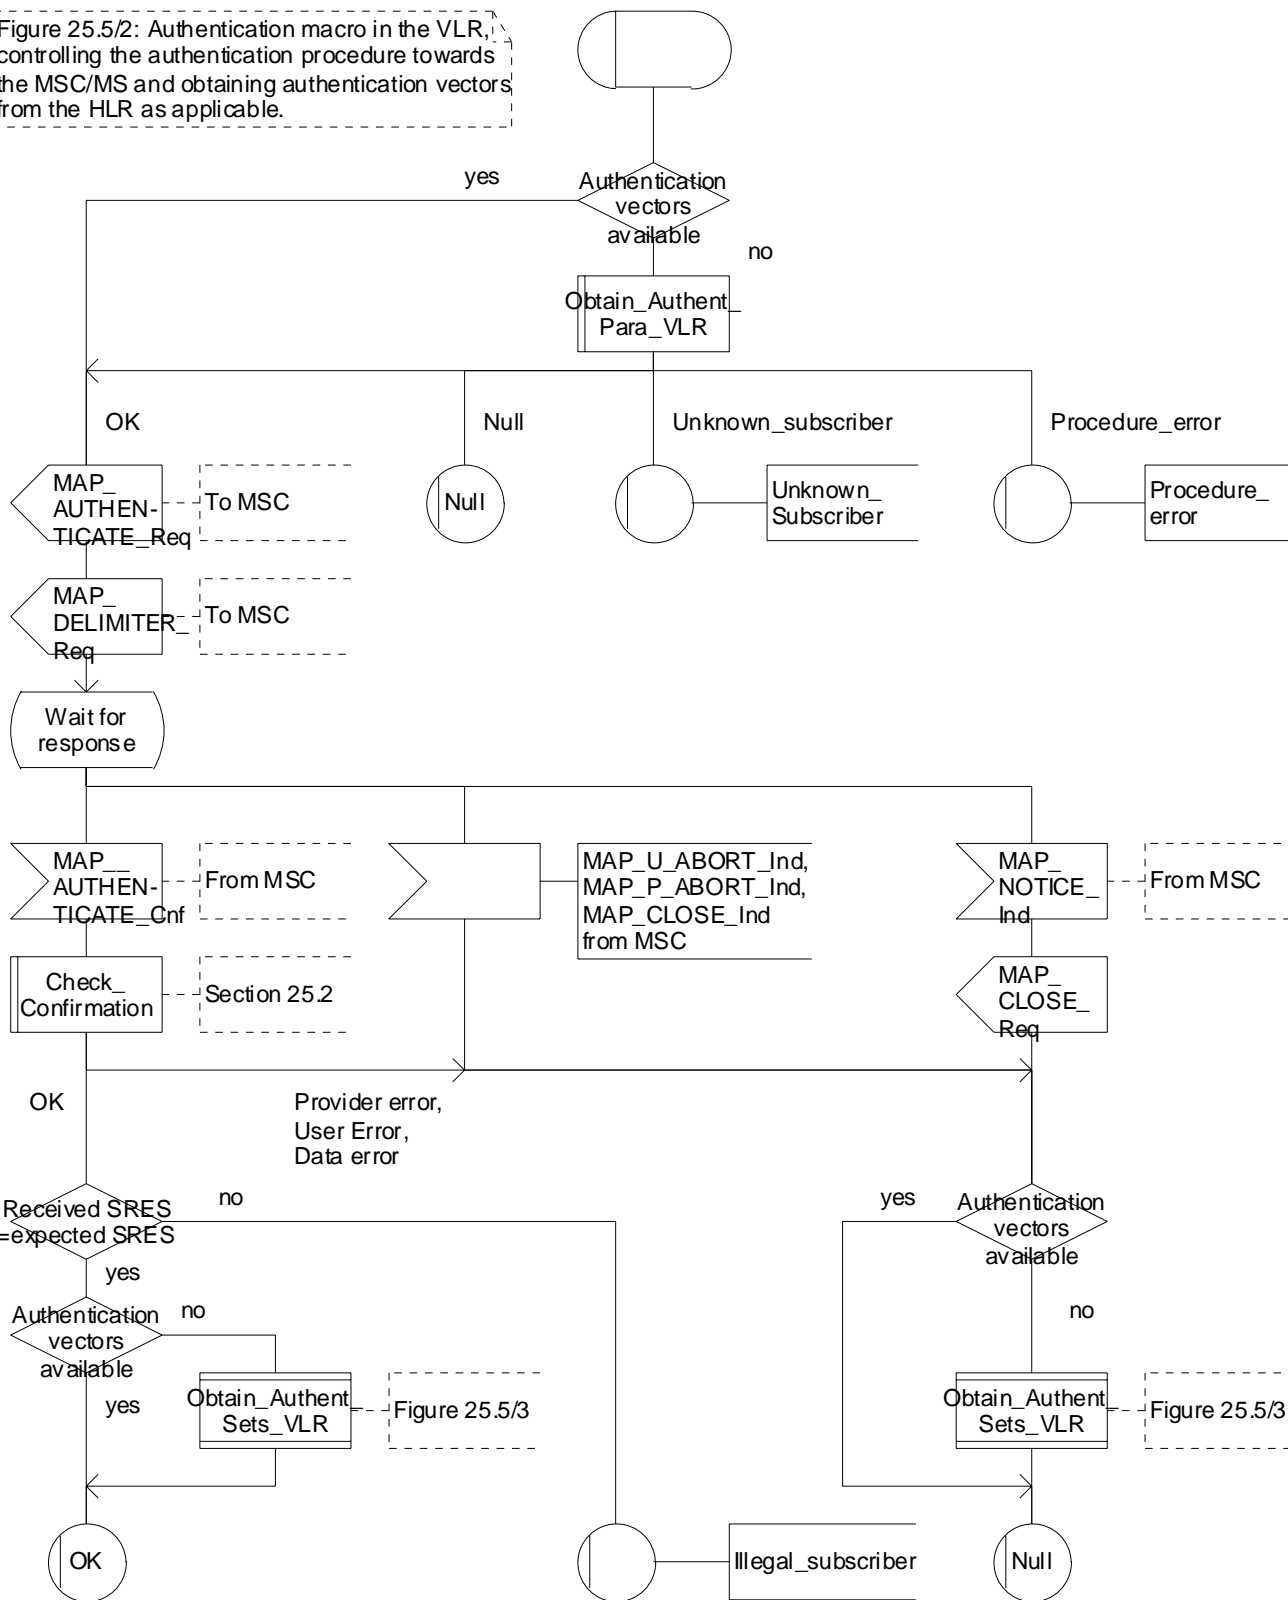 Figure 25.5/2: Authentication macro in the VLR,
controlling the authentication procedure towards
the MSC/MS and obtaining authentication vectors
from the HLR as applicable.
yes
Authentication
vectors
available
no
Obtain_Authent_
Para_VLR
OK
Null
Unknown_subscriber
Procedure_error
MAP_
AUTHEN-
TICATE_Req
To MSC
Null
Unknown_
Subscriber
Procedure_
error
MAP_
DELIMITER_
Req
To MSC
Wait for
response
MAP__
AUTHEN-
TICATE_Cnf
From MSC
MAP_U_ABORT_Ind,
MAP_P_ABORT_Ind,
MAP_CLOSE_Ind
from MSC
MAP_
NOTICE_
Ind
From MSC
Check_
Confirmation
Section 25.2
MAP_
CLOSE_
Req
OK
Provider error,
User Error,
Data error
Received SRES
=expected SRES
no
yes
yes
Authentication
vectors
available
no
Authentication
vectors
available
no
yes
Obtain_Authent_
Sets_VLR
Figure 25.5/3
Obtain_Authent_
Sets_VLR
Figure 25.5/3
OK
Illegal_subscriber
Null